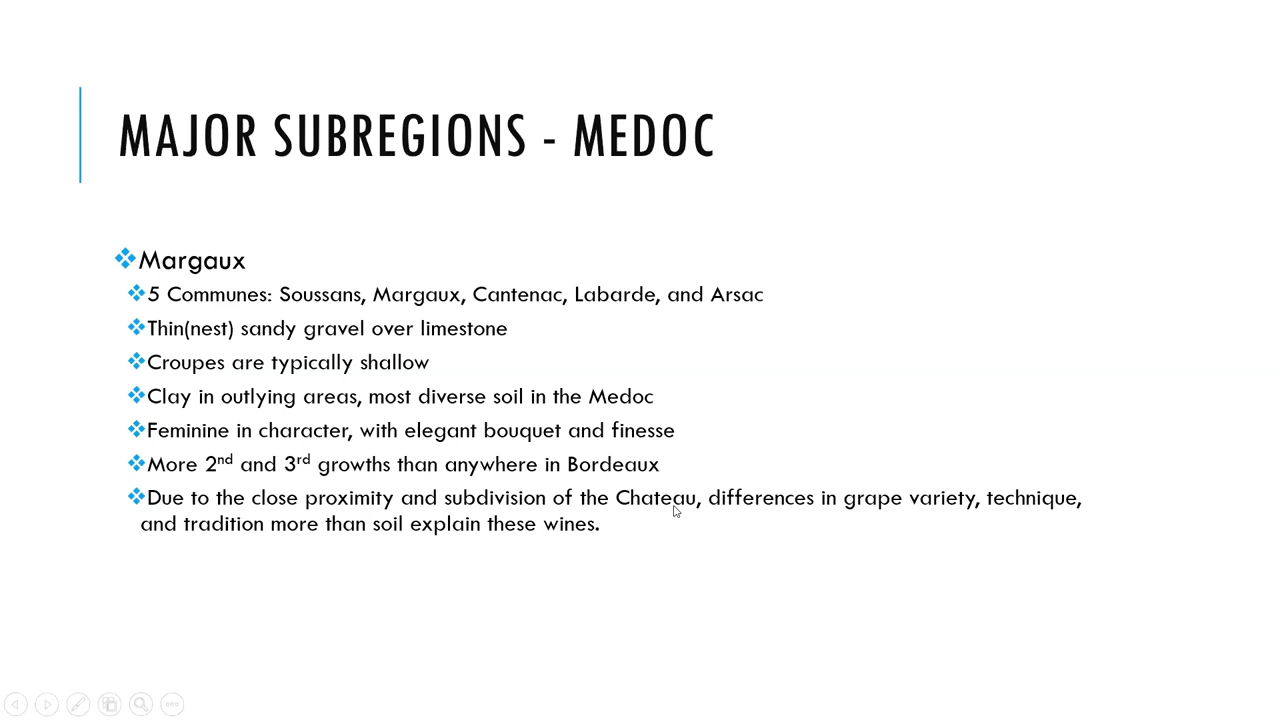 MAJOR SUBREGIONS - MEDOC
Margaux
5 Communes: Soussans, Margaux, Cantenac, Labarde, and Arsac
Thin(nest) sandy gravel over limestone
Croupes are typically shallow
Clay in outlying areas, most diverse soil in the Medoc
Feminine in character, with elegant bouquet and finesse
More 2nd and 3rd growths than anywhere in Bordeaux
Due to the close proximity and subdivision of the Chateau, differences in grape variety, technique,
and tradition more than soil explain these wines.